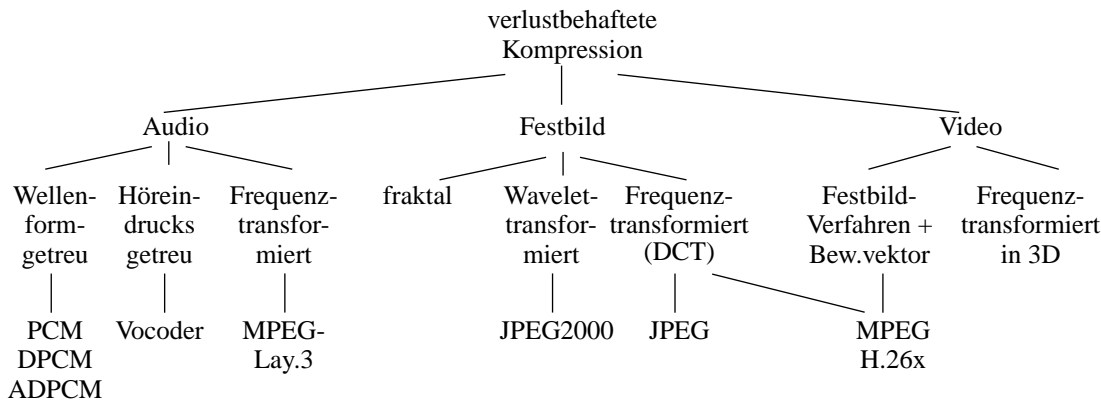 verlustbehaftete
Kompression
Audio
Festbild
Video
Wellen-
form-
getreu
Hörein-
drucks
getreu
Frequenz-
transfor-
miert
fraktal
Wavelet-
transfor-
miert
Frequenz-
transformiert
(DCT)
Festbild-
Verfahren +
Bew.vektor
Frequenz-
transformiert
in 3D
PCM
DPCM
ADPCM
Vocoder
MPEG-
Lay.3
JPEG2000
JPEG
MPEG
H.26x